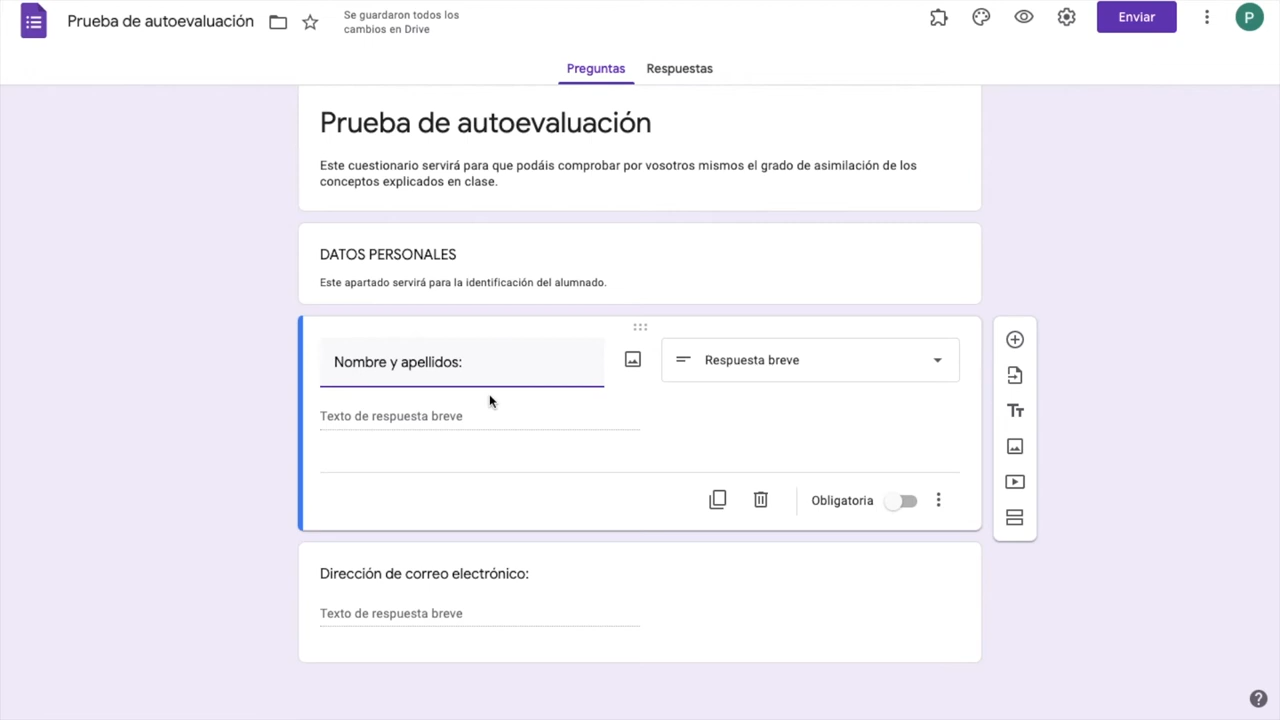 Prueba de autoevaluación
Se guardaron todos los
cambios en Drive
Enviar
P
Preguntas
Respuestas
Prueba de autoevaluación
Este cuestionario servirá para que podáis comprobar por vosotros mismos el grado de asimilación de los
conceptos explicados en clase.
DATOS PERSONALES
Este apartado servirá para la identificación del alumnado.
Nombre y apellidos:
Respuesta breve
Texto de respuesta breve
Tт
Obligatoria
Dirección de correo electrónico:
Texto de respuesta breve